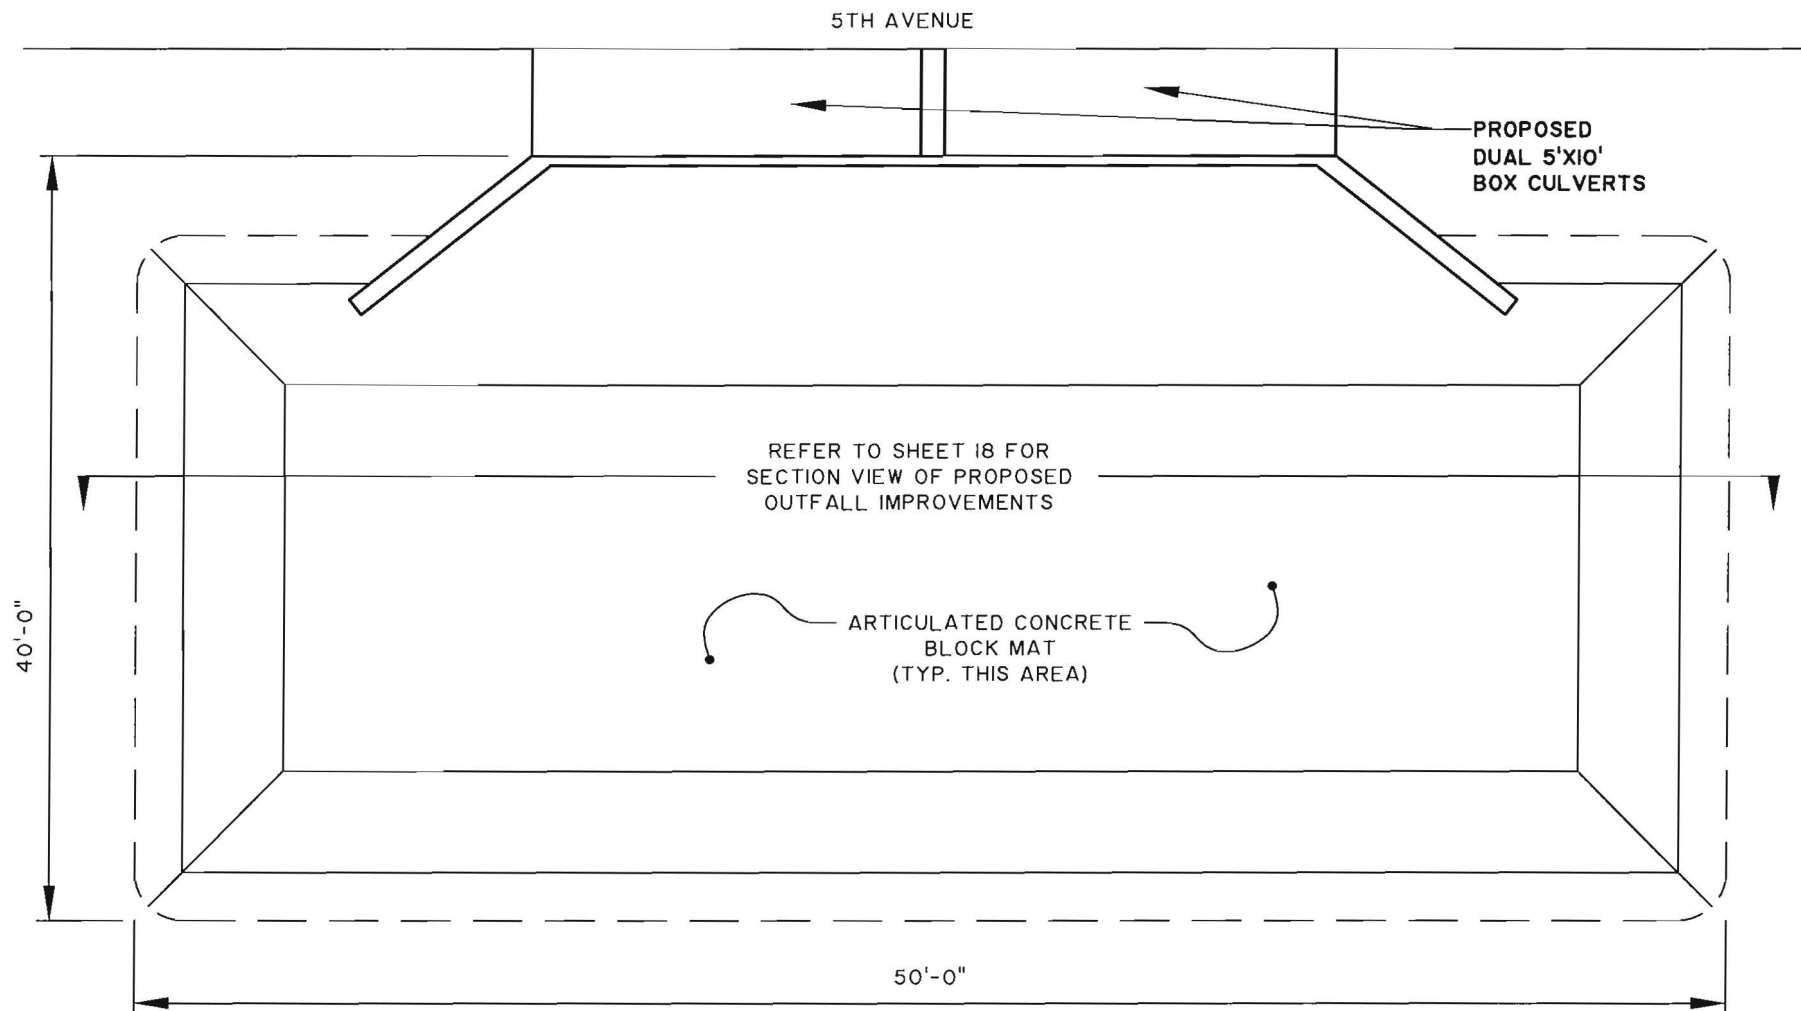 5TH AVENUE
PROPOSED
DUAL 5'X10'
BOX CULVERTS
REFER TO SHEET 18 FOR
SECTION VIEW OF PROPOSED
OUTFALL IMPROVEMENTS
40'-0"
ARTICULATED CONCRETE
BLOCK MAT
(TYP. THIS AREA)
50'-0"